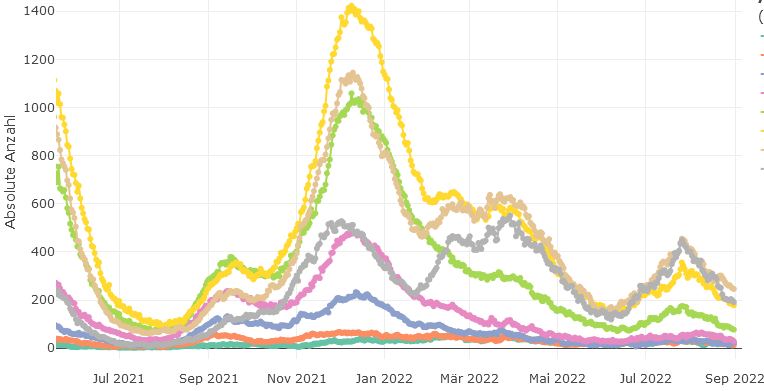 1400
1200
1000
800
600
400
200
0
Absolute Anzahl
Jul 2021
Sep 2021
Nov 2021
Jan 2022
Mär 2022
Mai 2022
Jul 2022
Sep 2022
(